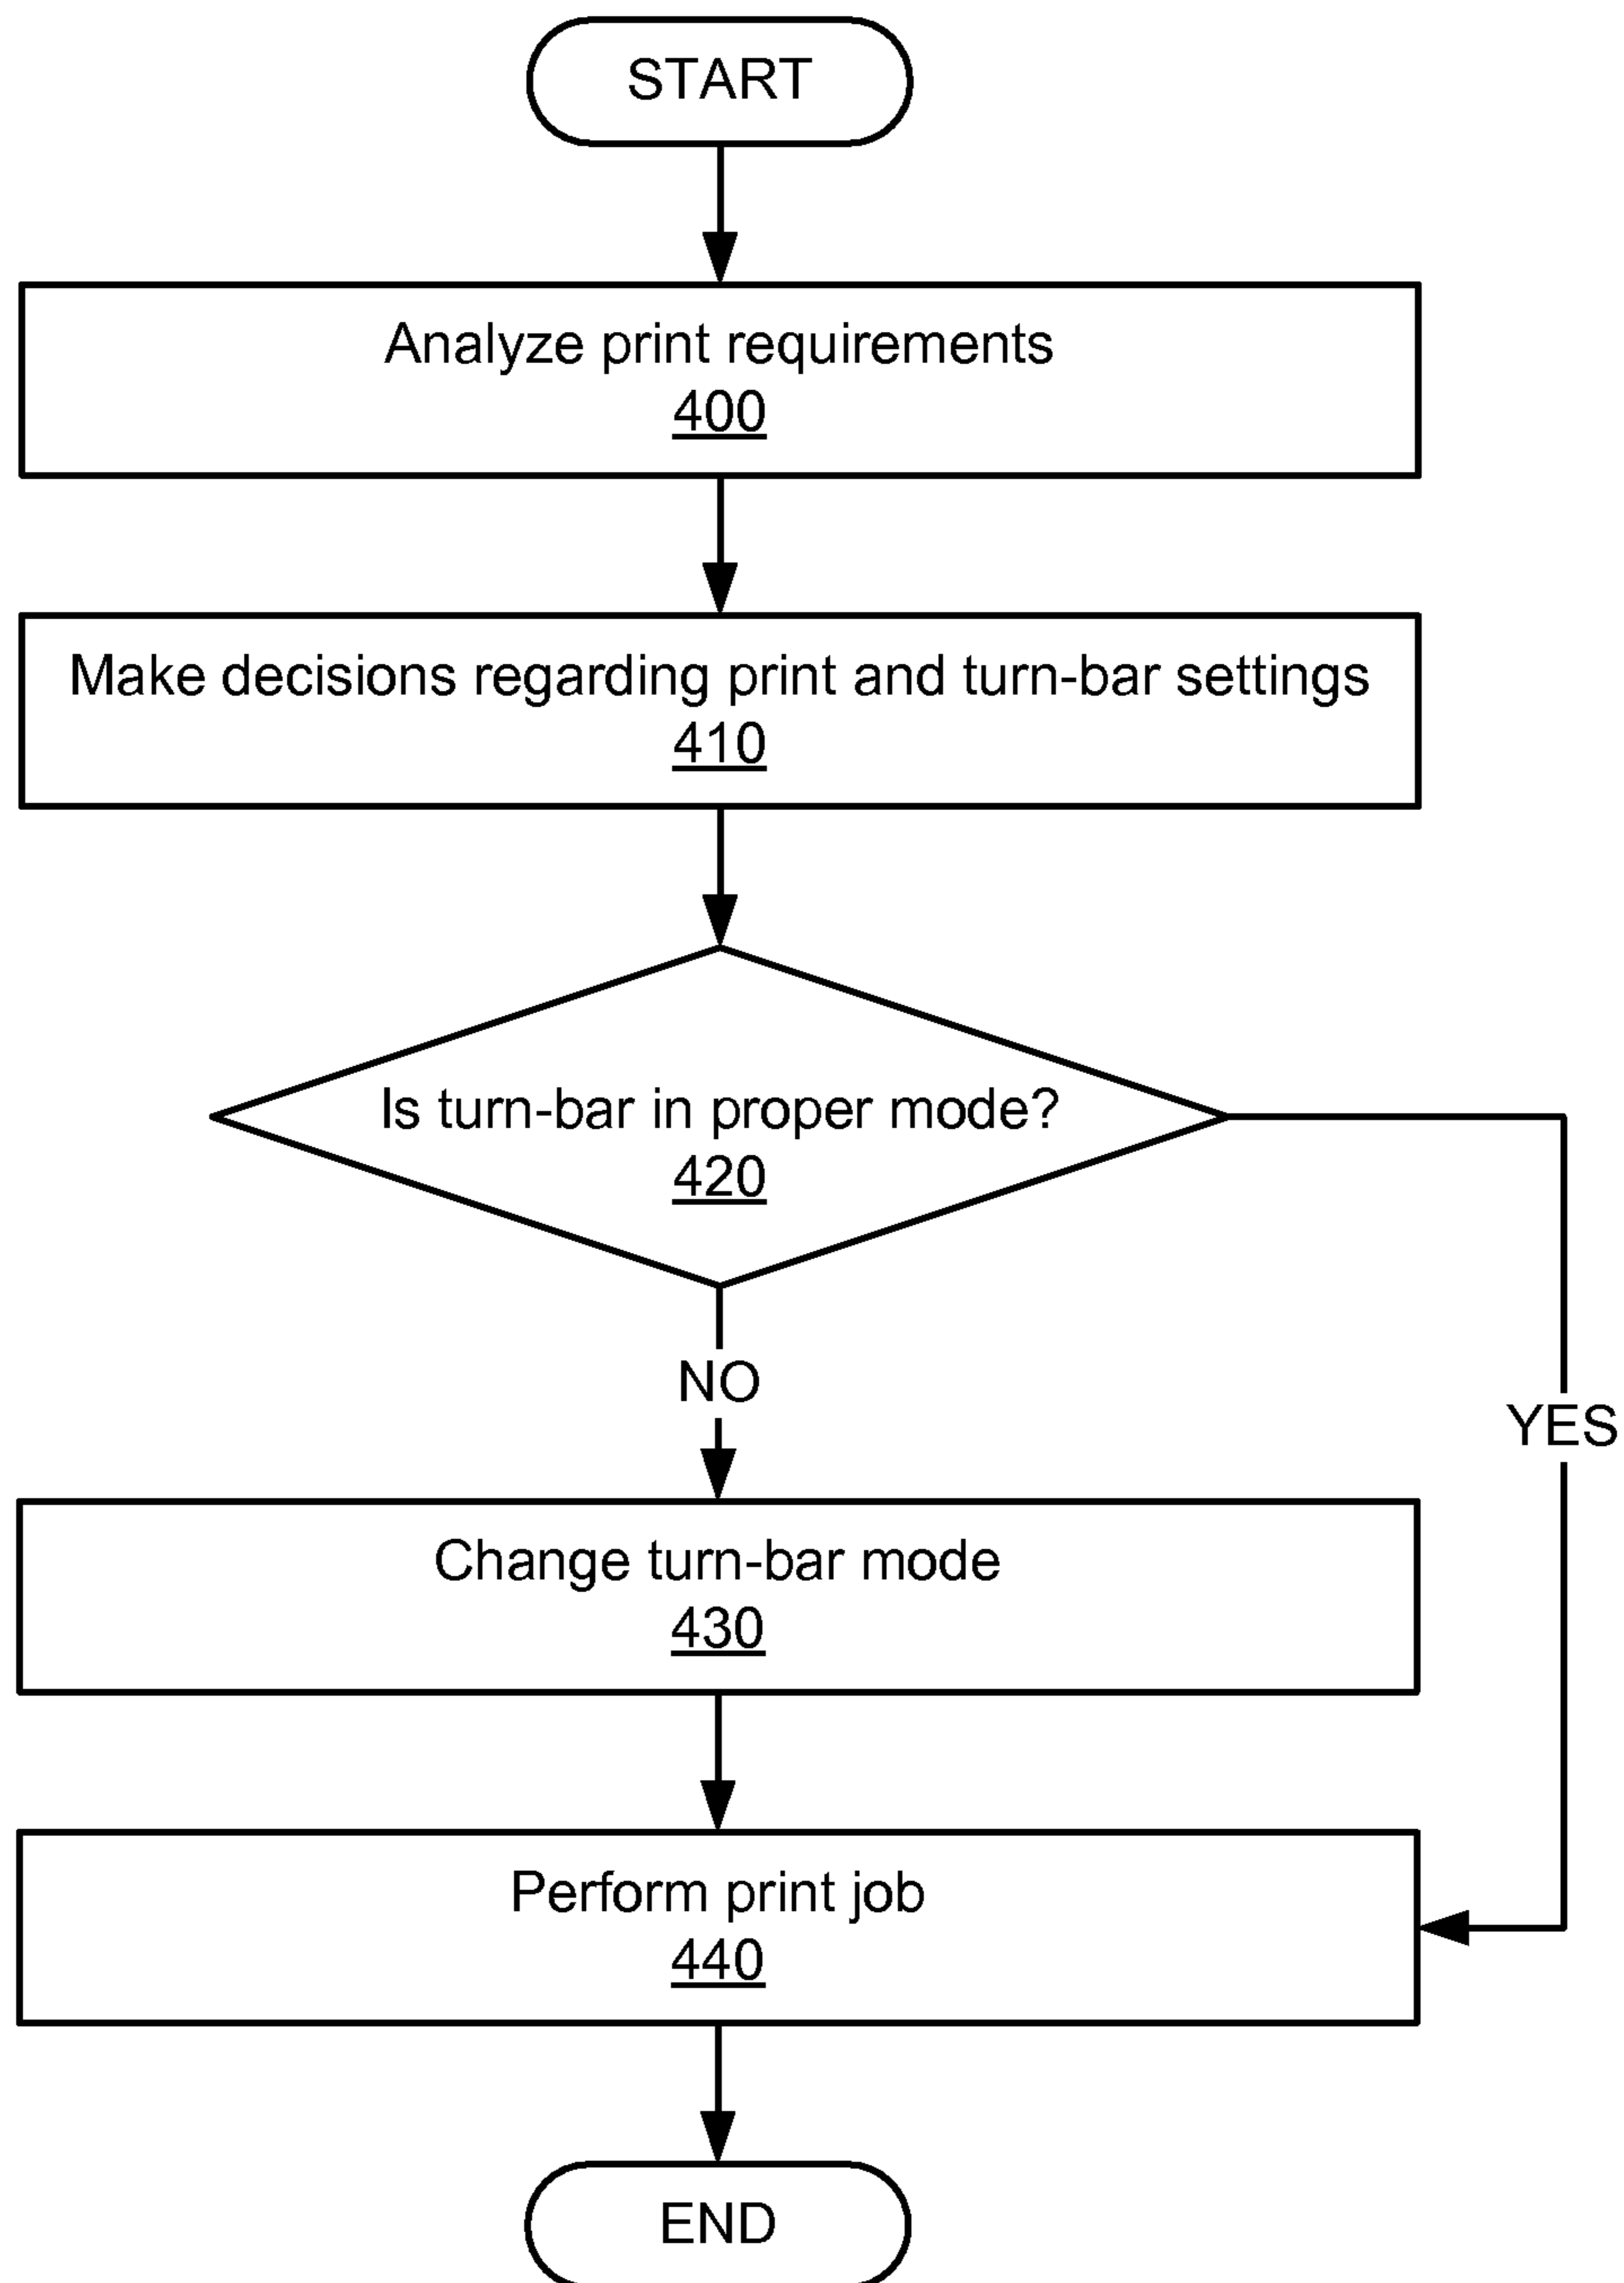 START
Analyze print requirements
400
Make decisions regarding print and turn-bar settings
410
Is turn-bar in proper mode?
420
NO
YES
Change turn-bar mode
430
Perform print job
440
END